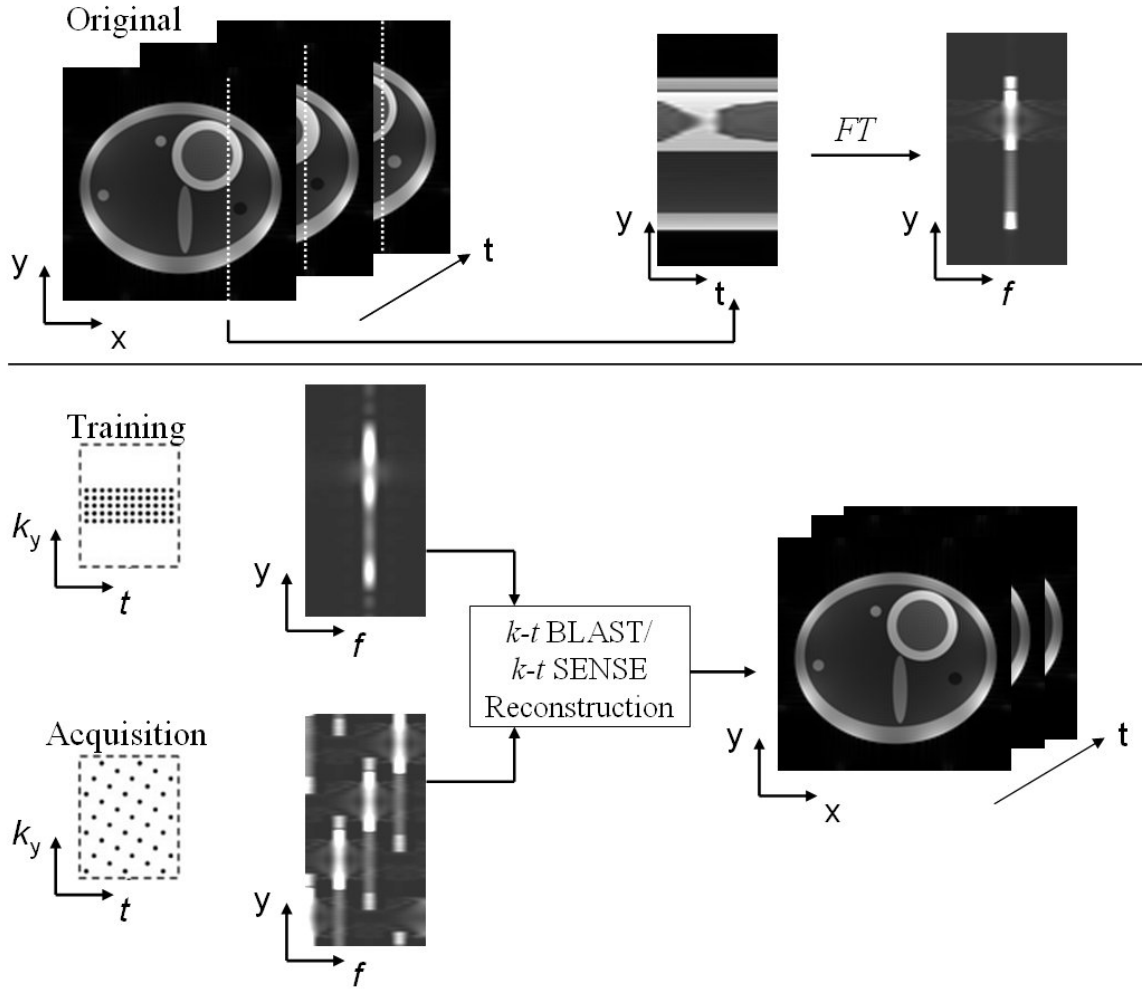 Original
FT
y
x
t
y
t
y
f
Training
k_y
t
y
f
k-t BLAST/
k-t SENSE
Reconstruction
Acquisition
k_y
t
y
f
y
x
t